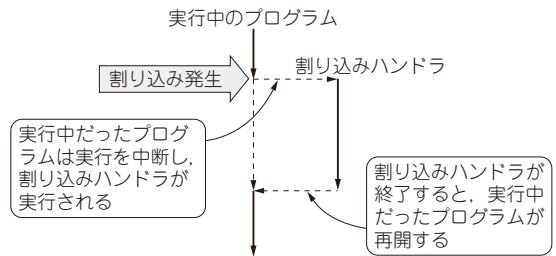 実行中のプログラム
割り込みハンドラ
割り込み発生
実行中だったプログ
ラムは実行を中断し,
割り込みハンドラが
実行される
割り込みハンドラが
終了すると，実行中
だったプログラムが
再開する